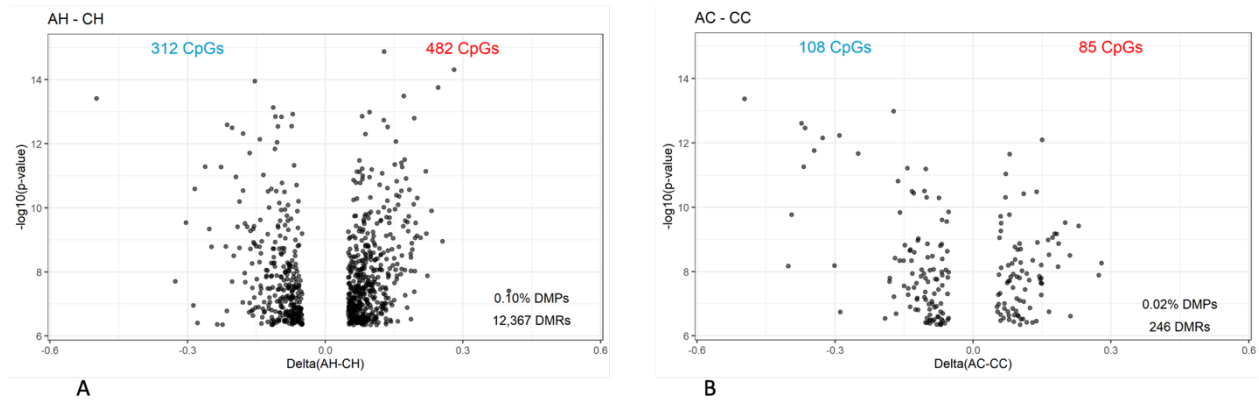 AH - CH
312 CpGs
482 CpGs
-log10(p-value)
14
12
10
8
6
0.10% DMPs
12,367 DMRs
-0.6
-0.3
0.0
0.3
0.6
Delta(AH-CH)
A
AC - CC
108 CpGs
85 CpGs
-log10(p-value)
14
12
10
8
6
0.02% DMPs
246 DMRs
-0.6
-0.3
0.0
0.3
0.6
Delta(AC-CC)
B